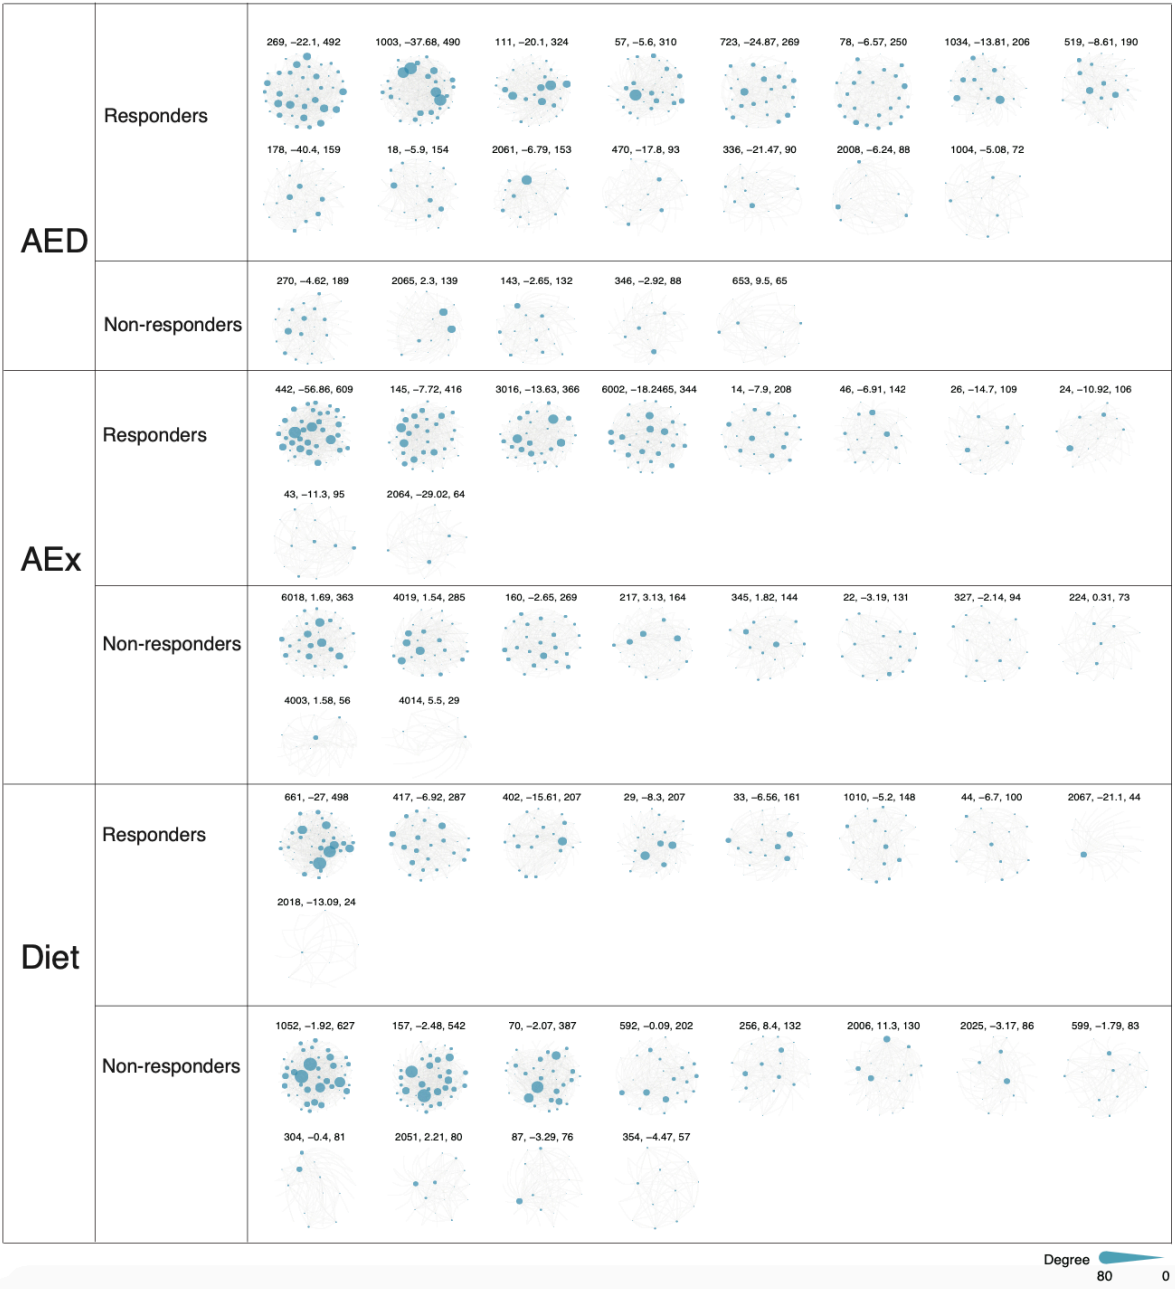 AED
Responders
269, −22.1, 492
1003, −37.68, 490
111, −20.1, 324
57, −5.6, 310
723, −24.87, 269
78, −6.57, 250
1034, −13.81, 206
519, −8.61, 190
178, −40.4, 159
18, −5.9, 154
2061, −6.79, 153
470, −17.8, 93
336, −21.47, 90
2008, −6.24, 88
1004, −5.08, 72
Non-responders
270, −4.62, 189
2065, 2.3, 139
143, −2.65, 132
346, −2.92, 88
653, 9.5, 65
AEx
Responders
442, −56.86, 609
145, −7.72, 416
3016, −13.63, 366
6002, −18.2465, 344
14, −7.9, 208
46, −6.91, 142
26, −14.7, 109
24, −10.92, 106
43, −11.3, 95
2064, −29.02, 64
Non-responders
6018, 1.69, 363
4019, 1.54, 285
160, −2.65, 269
217, 3.13, 164
345, 1.82, 144
22, −3.19, 131
327, −2.14, 94
224, 0.31, 73
4003, 1.58, 56
4014, 5.5, 29
Diet
Responders
661, −27, 498
417, −6.92, 287
402, −15.61, 207
29, −8.3, 207
33, −6.56, 161
1010, −5.2, 148
44, −6.7, 100
2067, −21.1, 44
2018, −13.09, 24
Non-responders
1052, −1.92, 627
157, −2.48, 542
70, −2.07, 387
592, −0.09, 202
256, 8.4, 132
2006, 11.3, 130
2025, −3.17, 86
599, −1.79, 83
304, −0.4, 81
2051, 2.21, 80
87, −3.29, 76
354, −4.47, 57
Degree
80 0